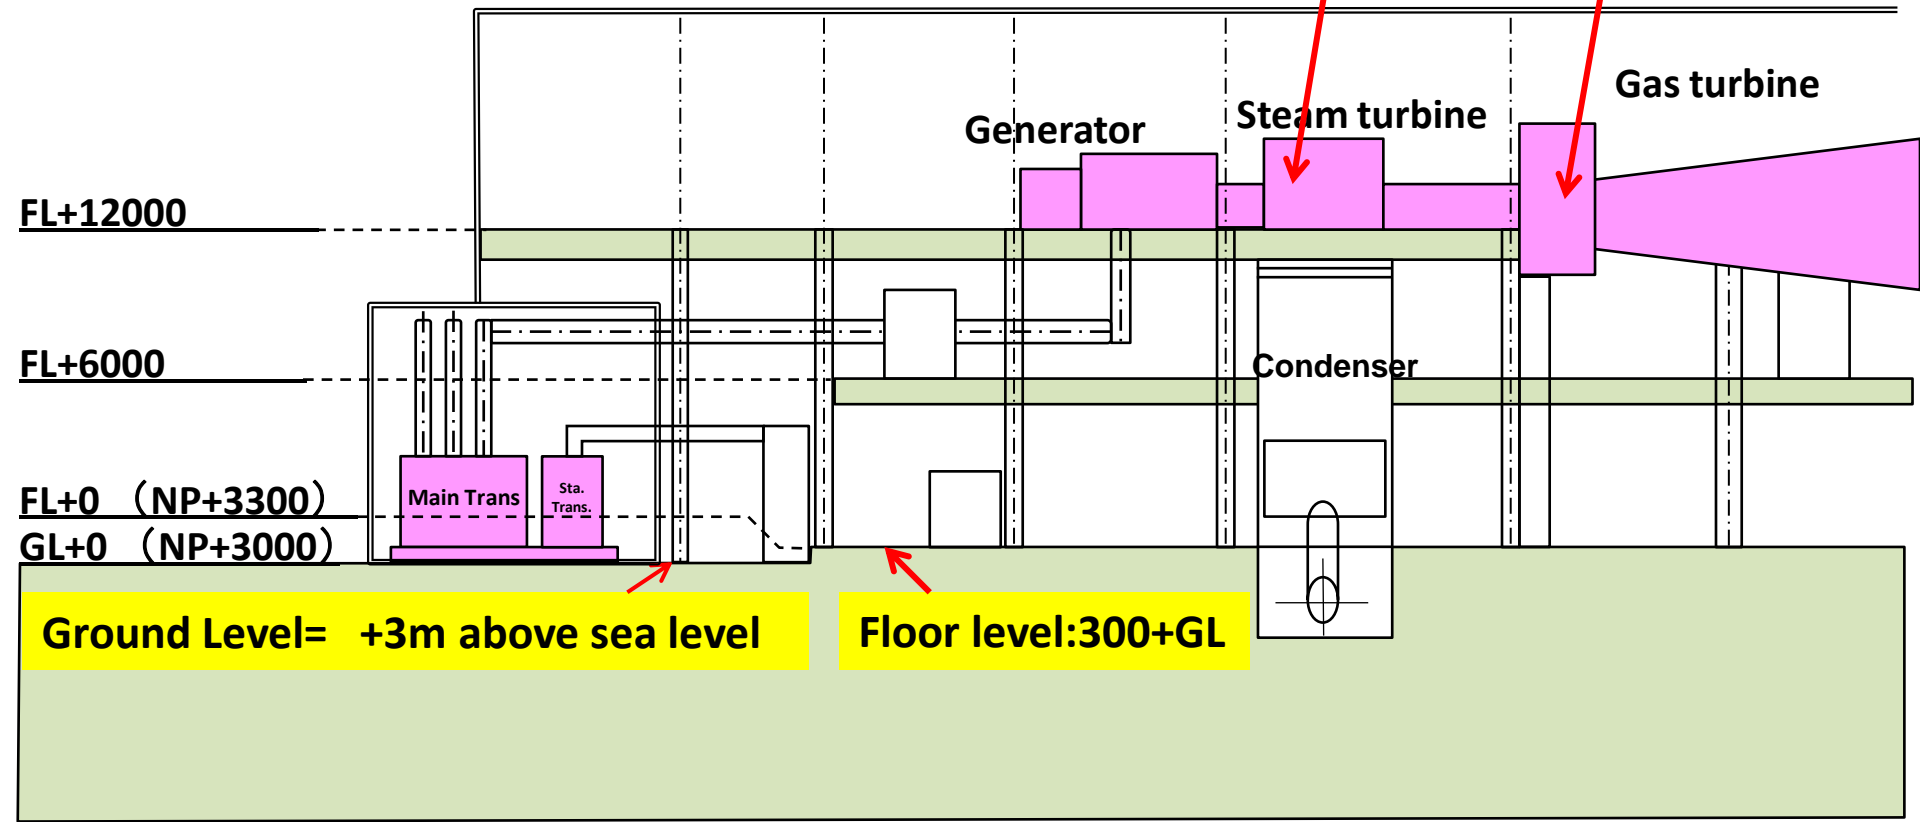 Gas turbine
Steam turbine
Generator
FL+12000
FL+6000
Condenser
Main Trans
Sta.
Trans.
FL+0 （NP+3300）
GL+0 （NP+3000）
Ground Level= +3m above sea level
Floor level:300+GL